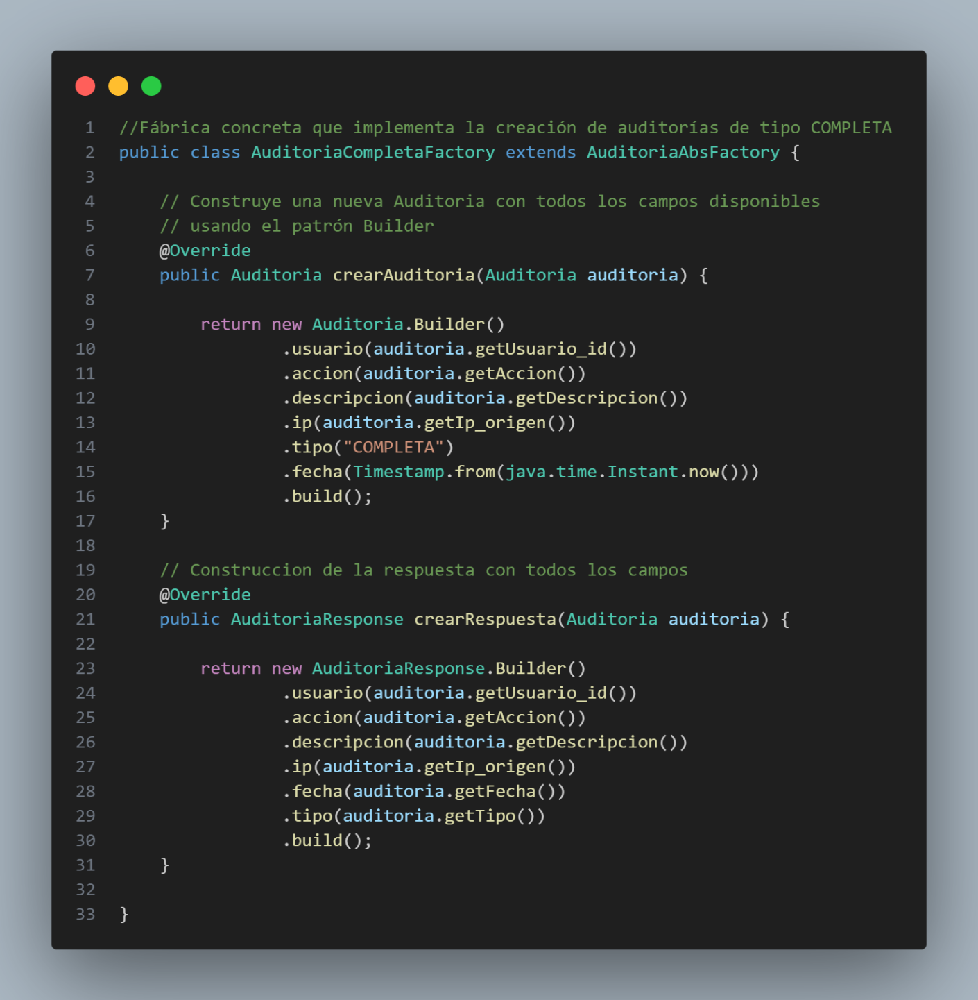 1 //Fábrica concreta que implementa la creación de auditorías de tipo COMPLETA
2 public class AuditoriaCompletaFactory extends AuditoriaAbsFactory {
3
4     // Construye una nueva Auditoria con todos los campos disponibles
5     // usando el patrón Builder
6     @Override
7     public Auditoria crearAuditoria(Auditoria auditoria) {
8
9         return new Auditoria.Builder()
10                 .usuario(auditoria.getUsuario_id())
11                 .accion(auditoria.getAccion())
12                 .descripcion(auditoria.getDescripcion())
13                 .ip(auditoria.getIp_origen())
14                 .tipo("COMPLETA")
15                 .fecha(Timestamp.from(java.time.Instant.now()))
16                 .build();
17     }
18
19     // Construccion de la respuesta con todos los campos
20     @Override
21     public AuditoriaResponse crearRespuesta(Auditoria auditoria) {
22
23         return new AuditoriaResponse.Builder()
24                 .usuario(auditoria.getUsuario_id())
25                 .accion(auditoria.getAccion())
26                 .descripcion(auditoria.getDescripcion())
27                 .ip(auditoria.getIp_origen())
28                 .fecha(auditoria.getFecha())
29                 .tipo(auditoria.getTipo())
30                 .build();
31     }
32
33 }